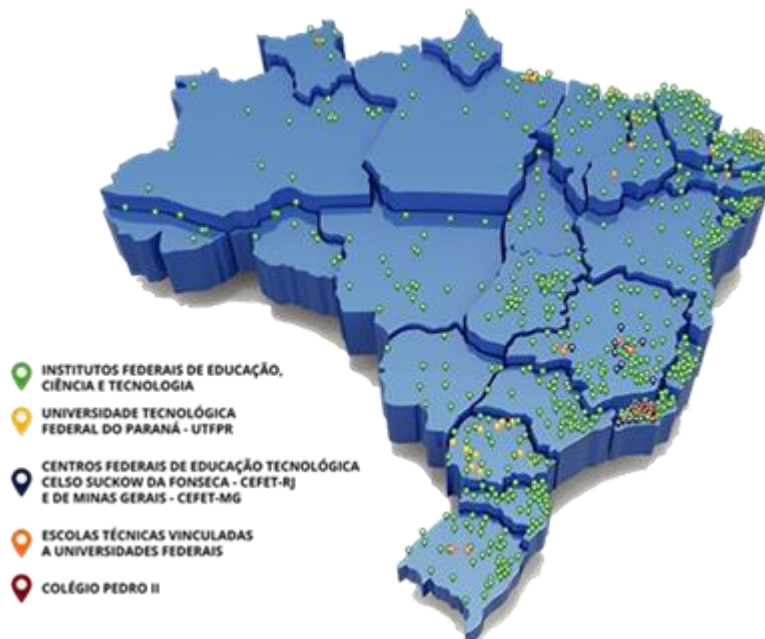 INSTITUTOS FEDERAIS DE EDUCAÇÃO,
CIÊNCIA E TECNOLOGIA
UNIVERSIDADE TECNOLÓGICA
FEDERAL DO PARANÁ - UTFPR
CENTROS FEDERAIS DE EDUCAÇÃO TECNOLÓGICA
CELSO SUCKOW DA FONSECA - CEFET-RJ
E DE MINAS GERAIS - CEFET-MG
ESCOLAS TÉCNICAS VINCULADAS
A UNIVERSIDADES FEDERAIS
COLÉGIO PEDRO II